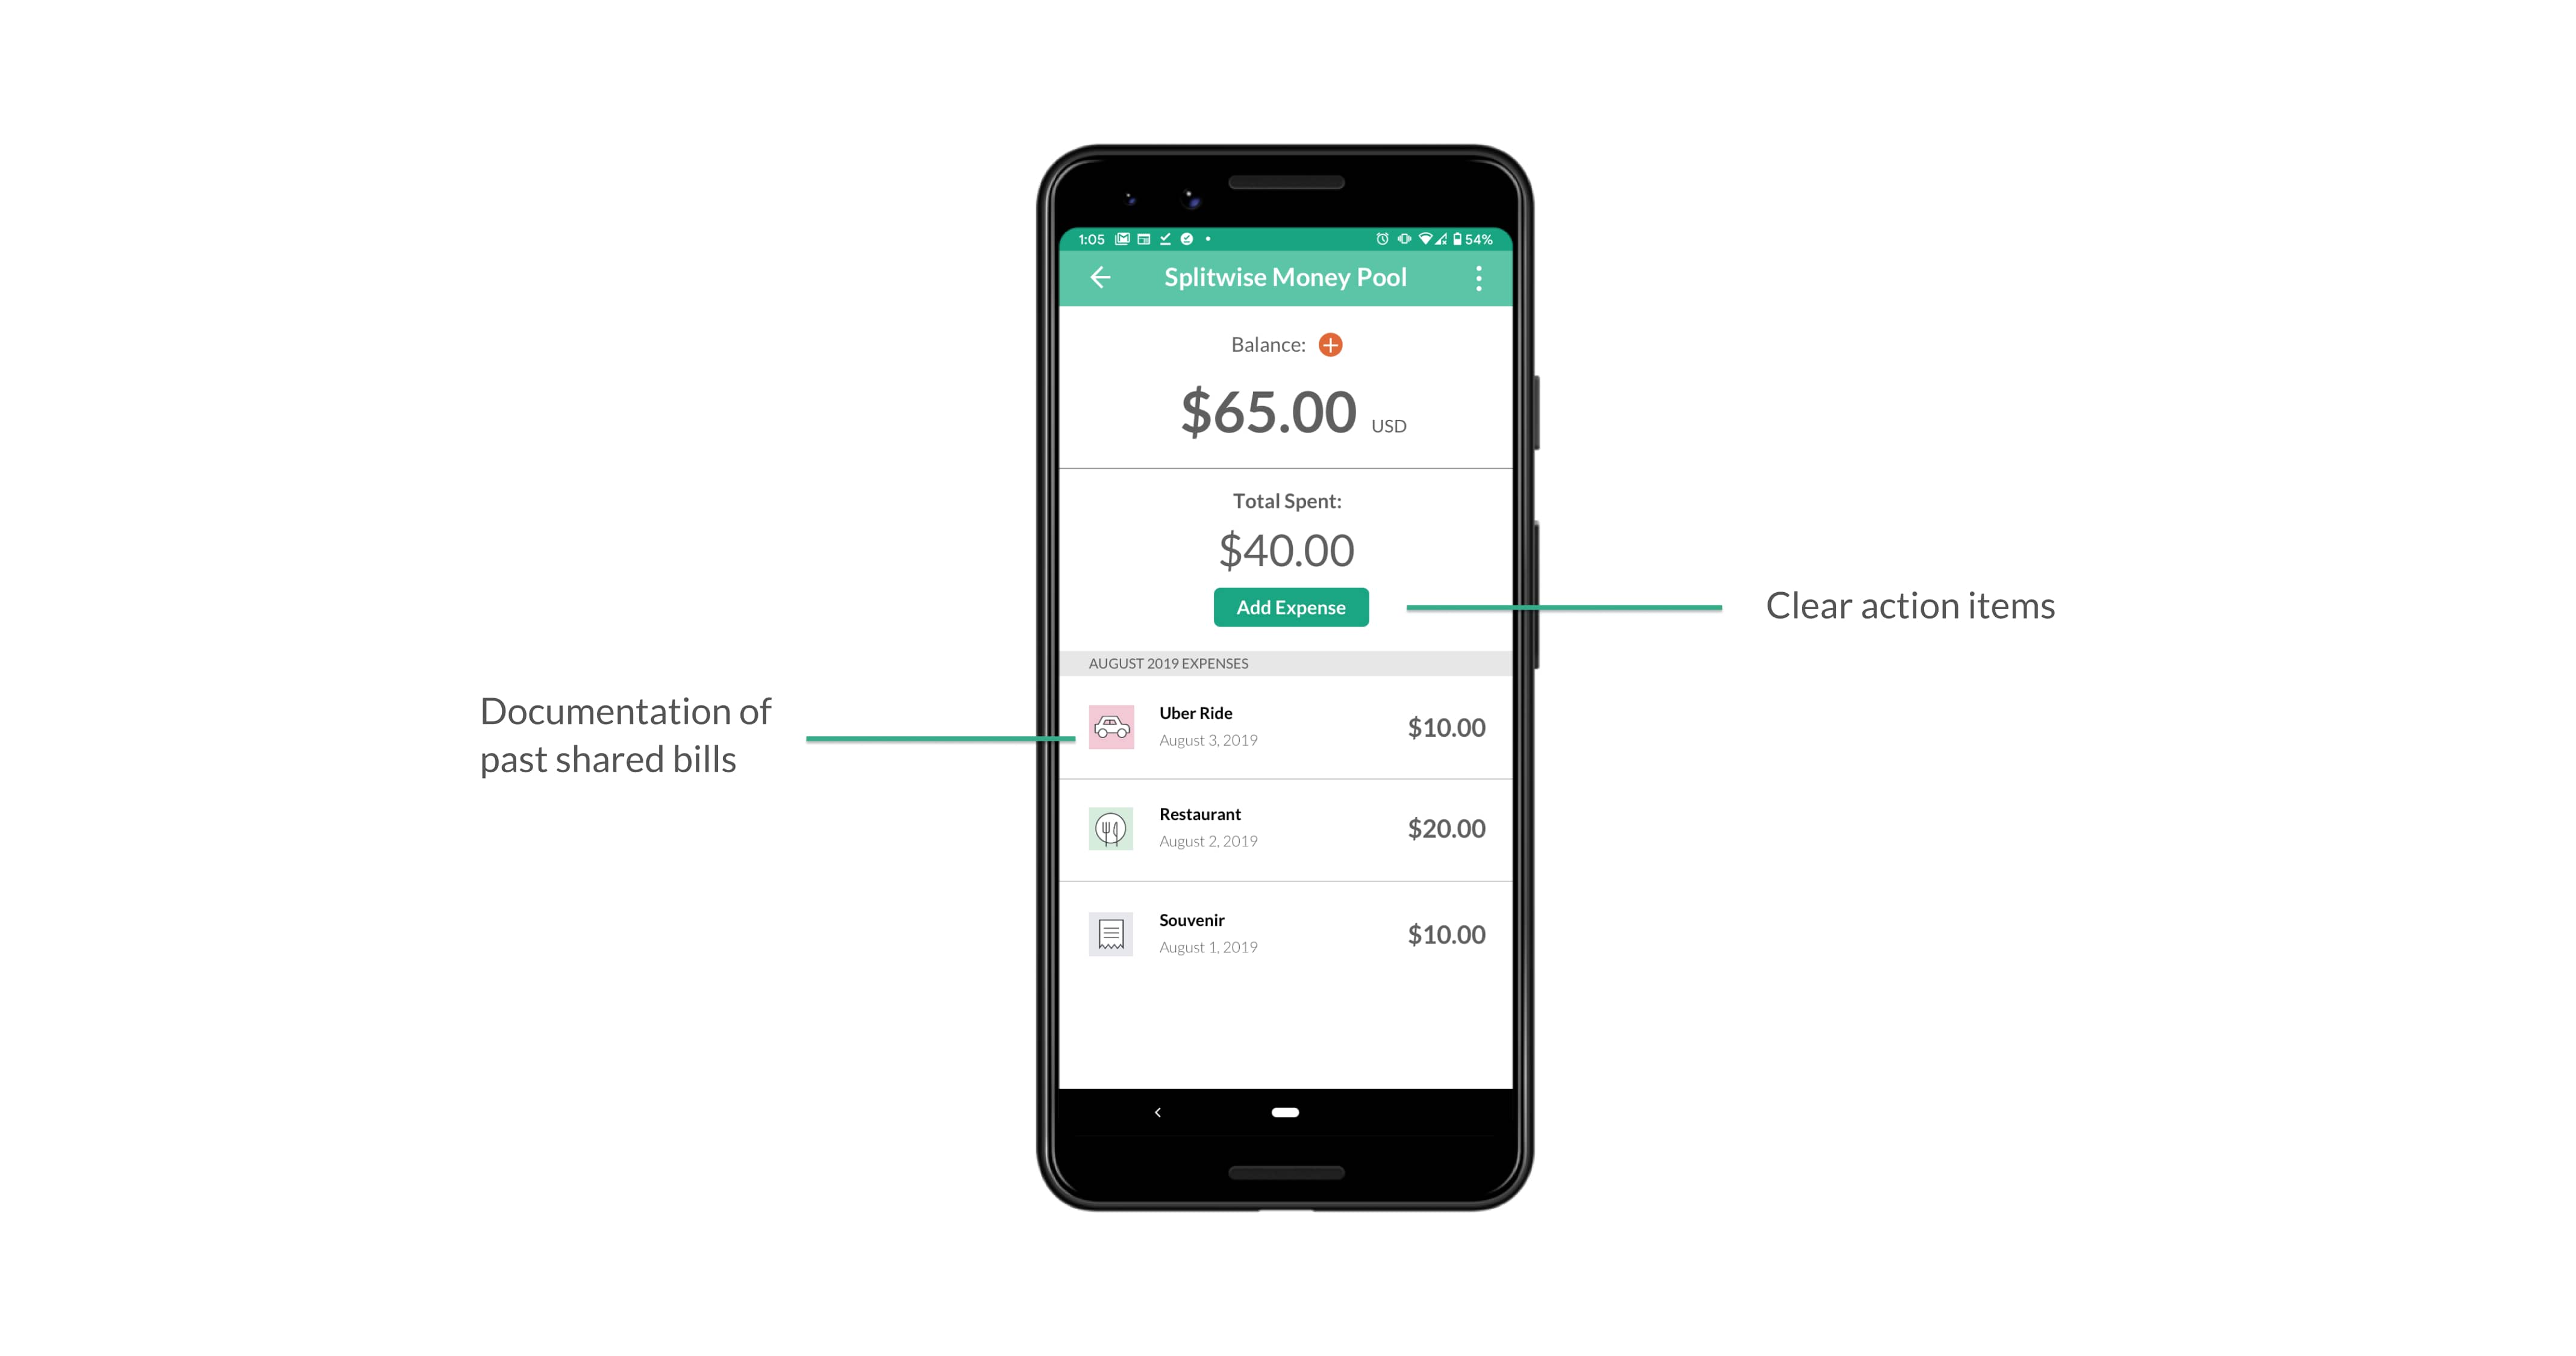 1:05
54%
Splitwise Money Pool
Balance:
$65.00 USD
Total Spent:
$40.00
Add Expense
Clear action items
AUGUST 2019 EXPENSES
Documentation of
past shared bills
Uber Ride
August 3, 2019
$10.00
Restaurant
August 2, 2019
$20.00
Souvenir
August 1, 2019
$10.00